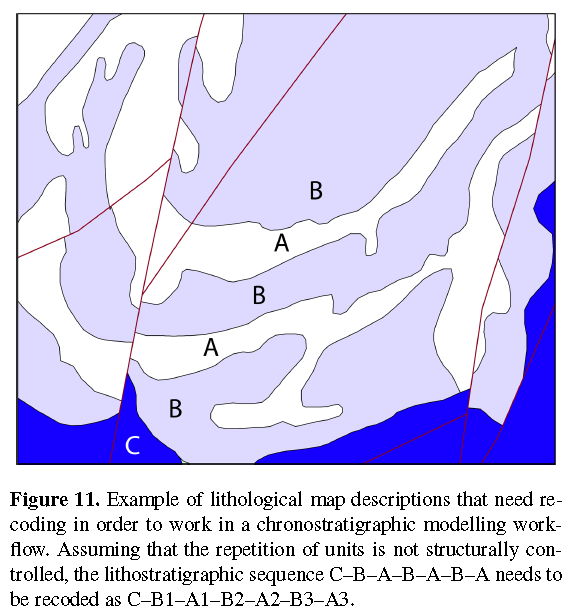 B
A
B
A
B
C
Figure 11. Example of lithological map descriptions that need re-
coding in order to work in a chronostratigraphic modelling work-
flow. Assuming that the repetition of units is not structurally con-
trolled, the lithostratigraphic sequence C–B–A–B–A–B–A needs to
be recoded as C–B1–A1–B2–A2–B3–A3.